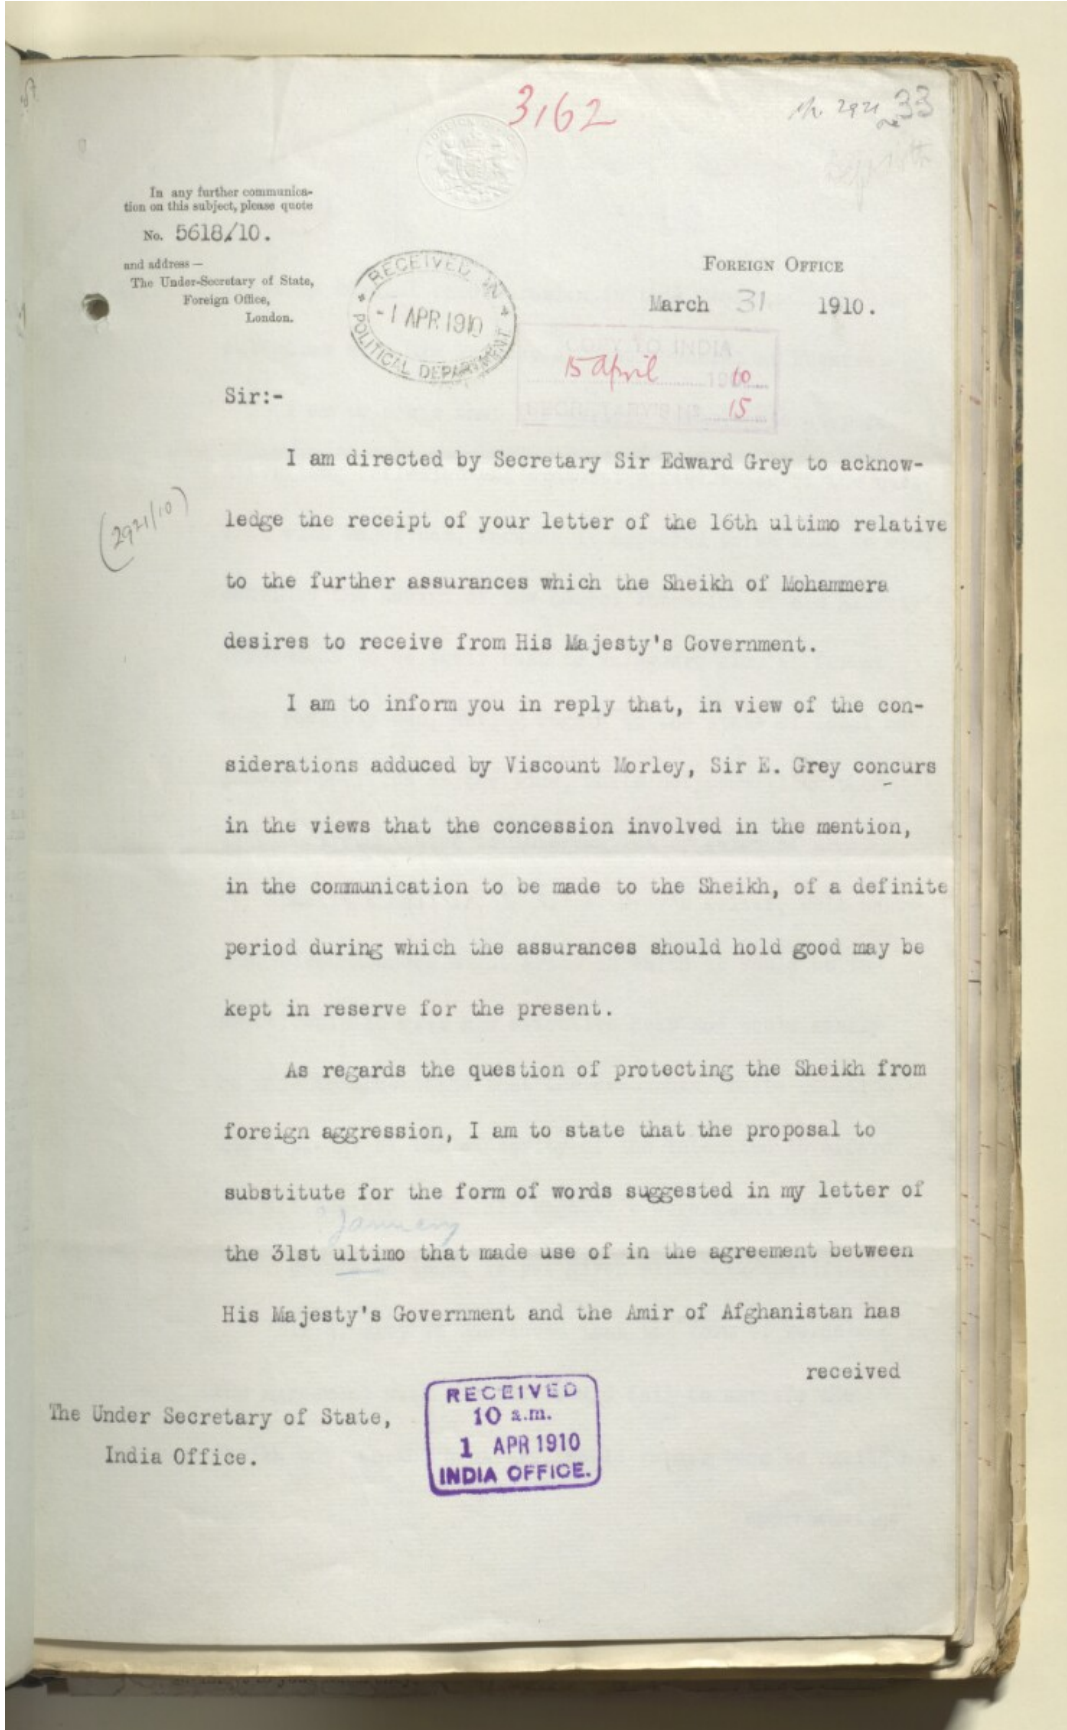 3162
33
In any further communica-
tion on this subject, please quote
No. 5618/10.
and address —
The Under-Secretary of State,
Foreign Office,
London.
RECEIVED IN
- 1 APR 1910
POLITICAL DEPARTMENT
FOREIGN OFFICE
March 31 1910.
COPY TO INDIA
15 April 1910
15
Sir:-
I am directed by Secretary Sir Edward Grey to acknow-
(2921/10)
ledge the receipt of your letter of the 16th ultimo relative
to the further assurances which the Sheikh of Mohammera
desires to receive from His Majesty's Government.
I am to inform you in reply that, in view of the con-
siderations adduced by Viscount Morley, Sir E. Grey concurs
in the views that the concession involved in the mention,
in the communication to be made to the Sheikh, of a definite
period during which the assurances should hold good may be
kept in reserve for the present.
As regards the question of protecting the Sheikh from
foreign aggression, I am to state that the proposal to
substitute for the form of words suggested in my letter of
? January
the 31st ultimo that made use of in the agreement between
His Majesty's Government and the Amir of Afghanistan has
received
The Under Secretary of State,
India Office.
RECEIVED
10 a.m.
1 APR 1910
INDIA OFFICE.